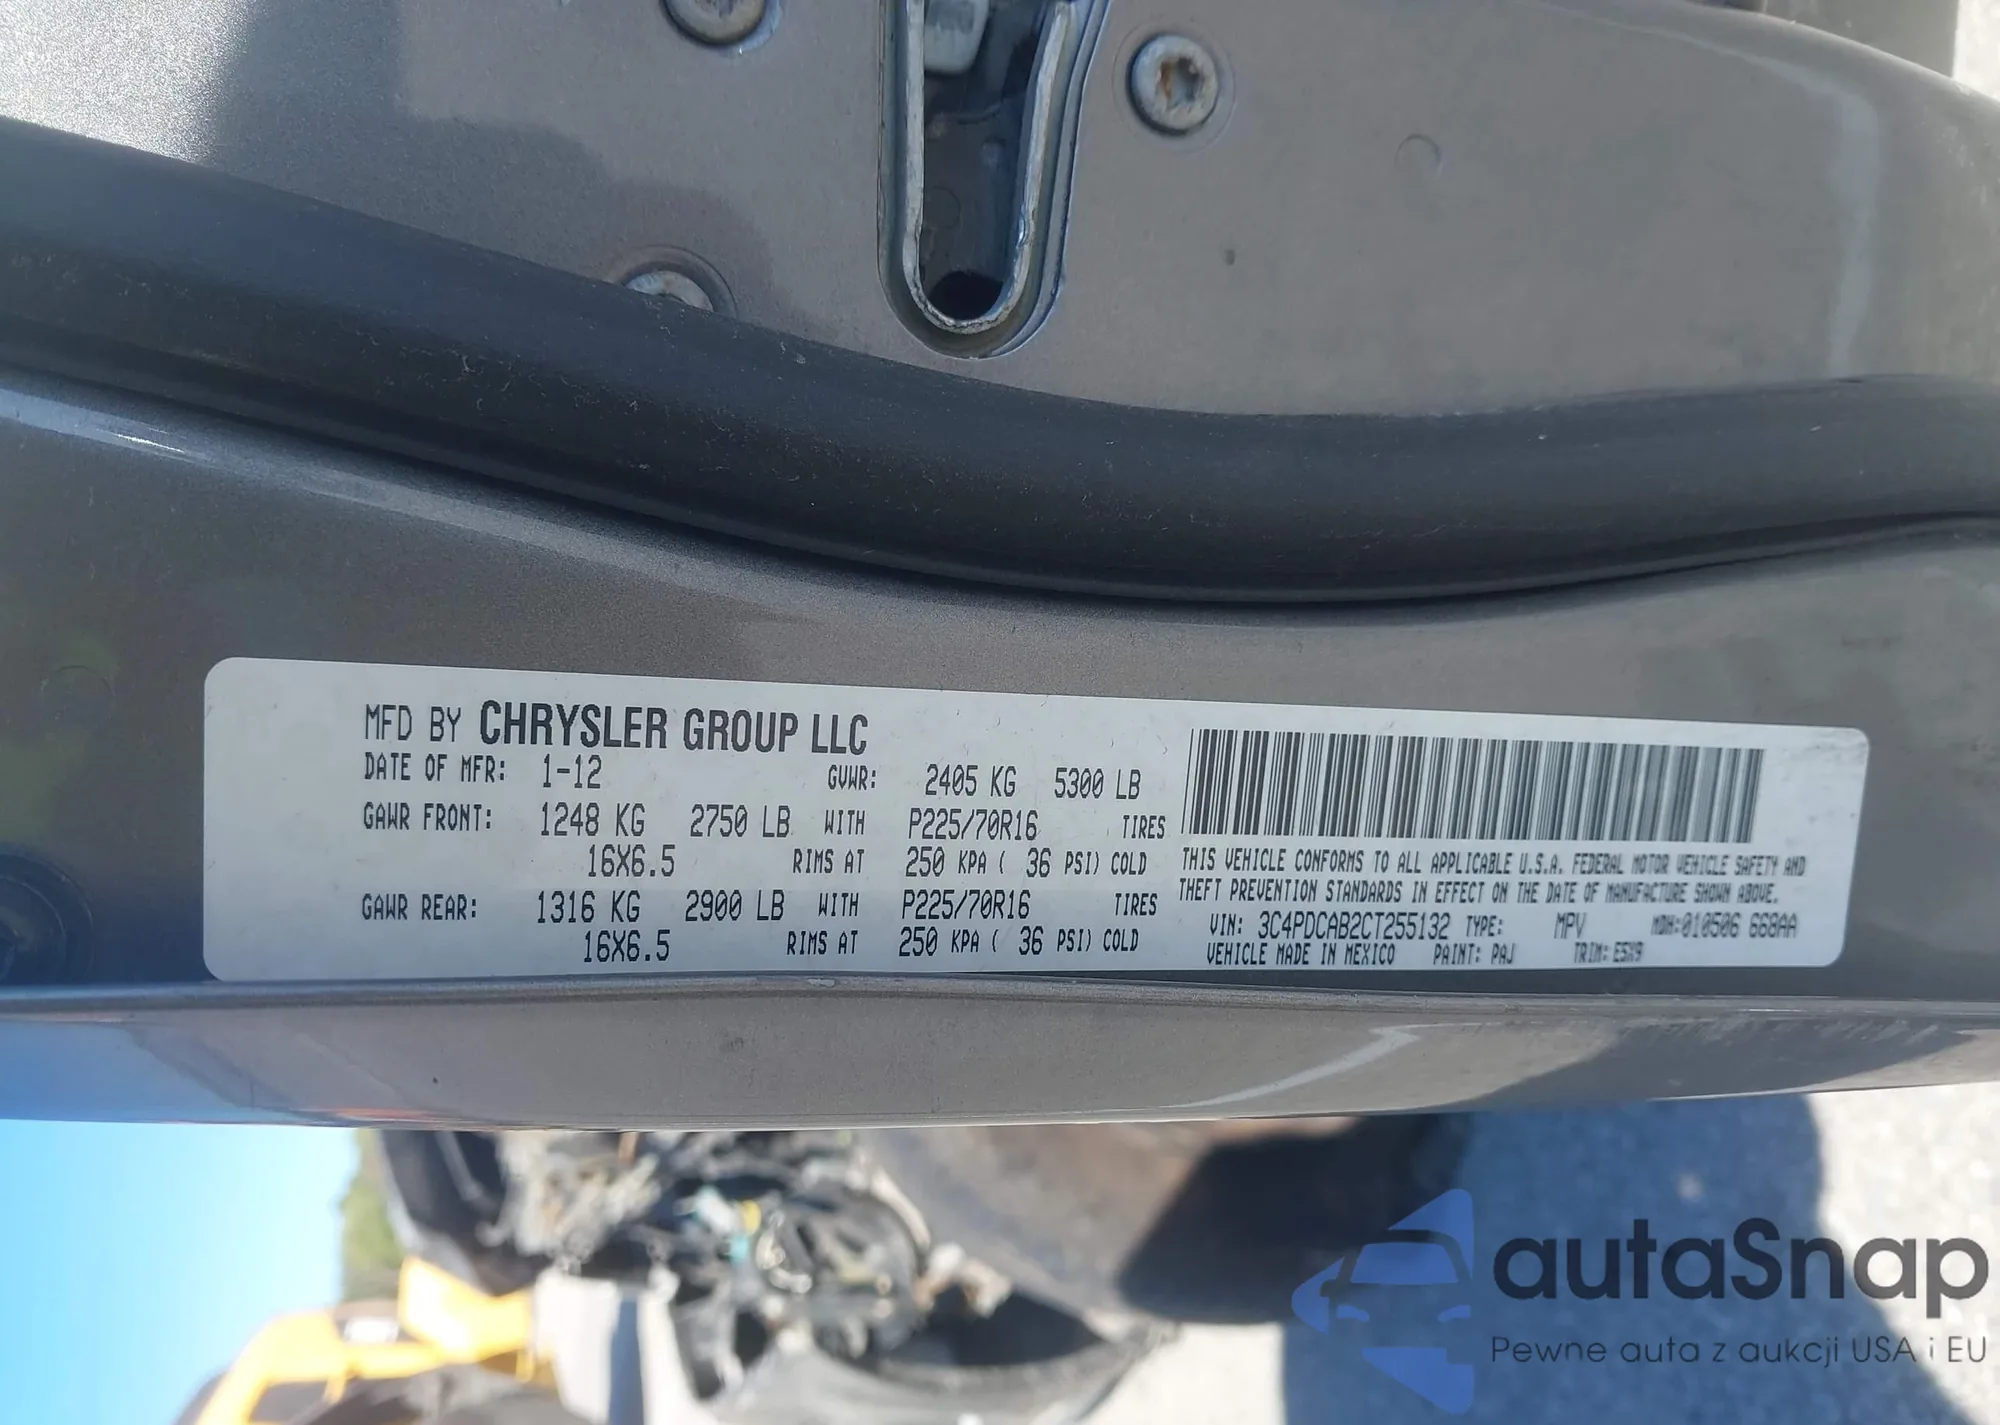 MFD BY CHRYSLER GROUP LLC
DATE OF MFR: 1-12 GVWR: 2405 KG 5300 LB
GAWR FRONT: 1248 KG 2750 LB WITH P225/70R16 TIRES
16X6.5 RIMS AT 250 KPA ( 36 PSI) COLD
GAWR REAR: 1316 KG 2900 LB WITH P225/70R16 TIRES
16X6.5 RIMS AT 250 KPA ( 36 PSI) COLD
THIS VEHICLE CONFORMS TO ALL APPLICABLE U.S.A. FEDERAL MOTOR VEHICLE SAFETY AND
THEFT PREVENTION STANDARDS IN EFFECT ON THE DATE OF MANUFACTURE SHOWN ABOVE.
VIN: 3C4PDCAB2CT255132 TYPE: MPV MDH:010506 668AA
VEHICLE MADE IN MEXICO PAINT: PAJ TRIM: E5X9
autaSnap
Pewne auta z aukcji USA i EU